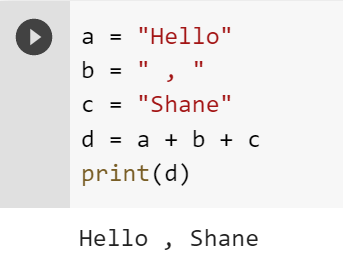 a = "Hello"
b = " , "
c = "Shane"
d = a + b + c
print(d)
Hello , Shane